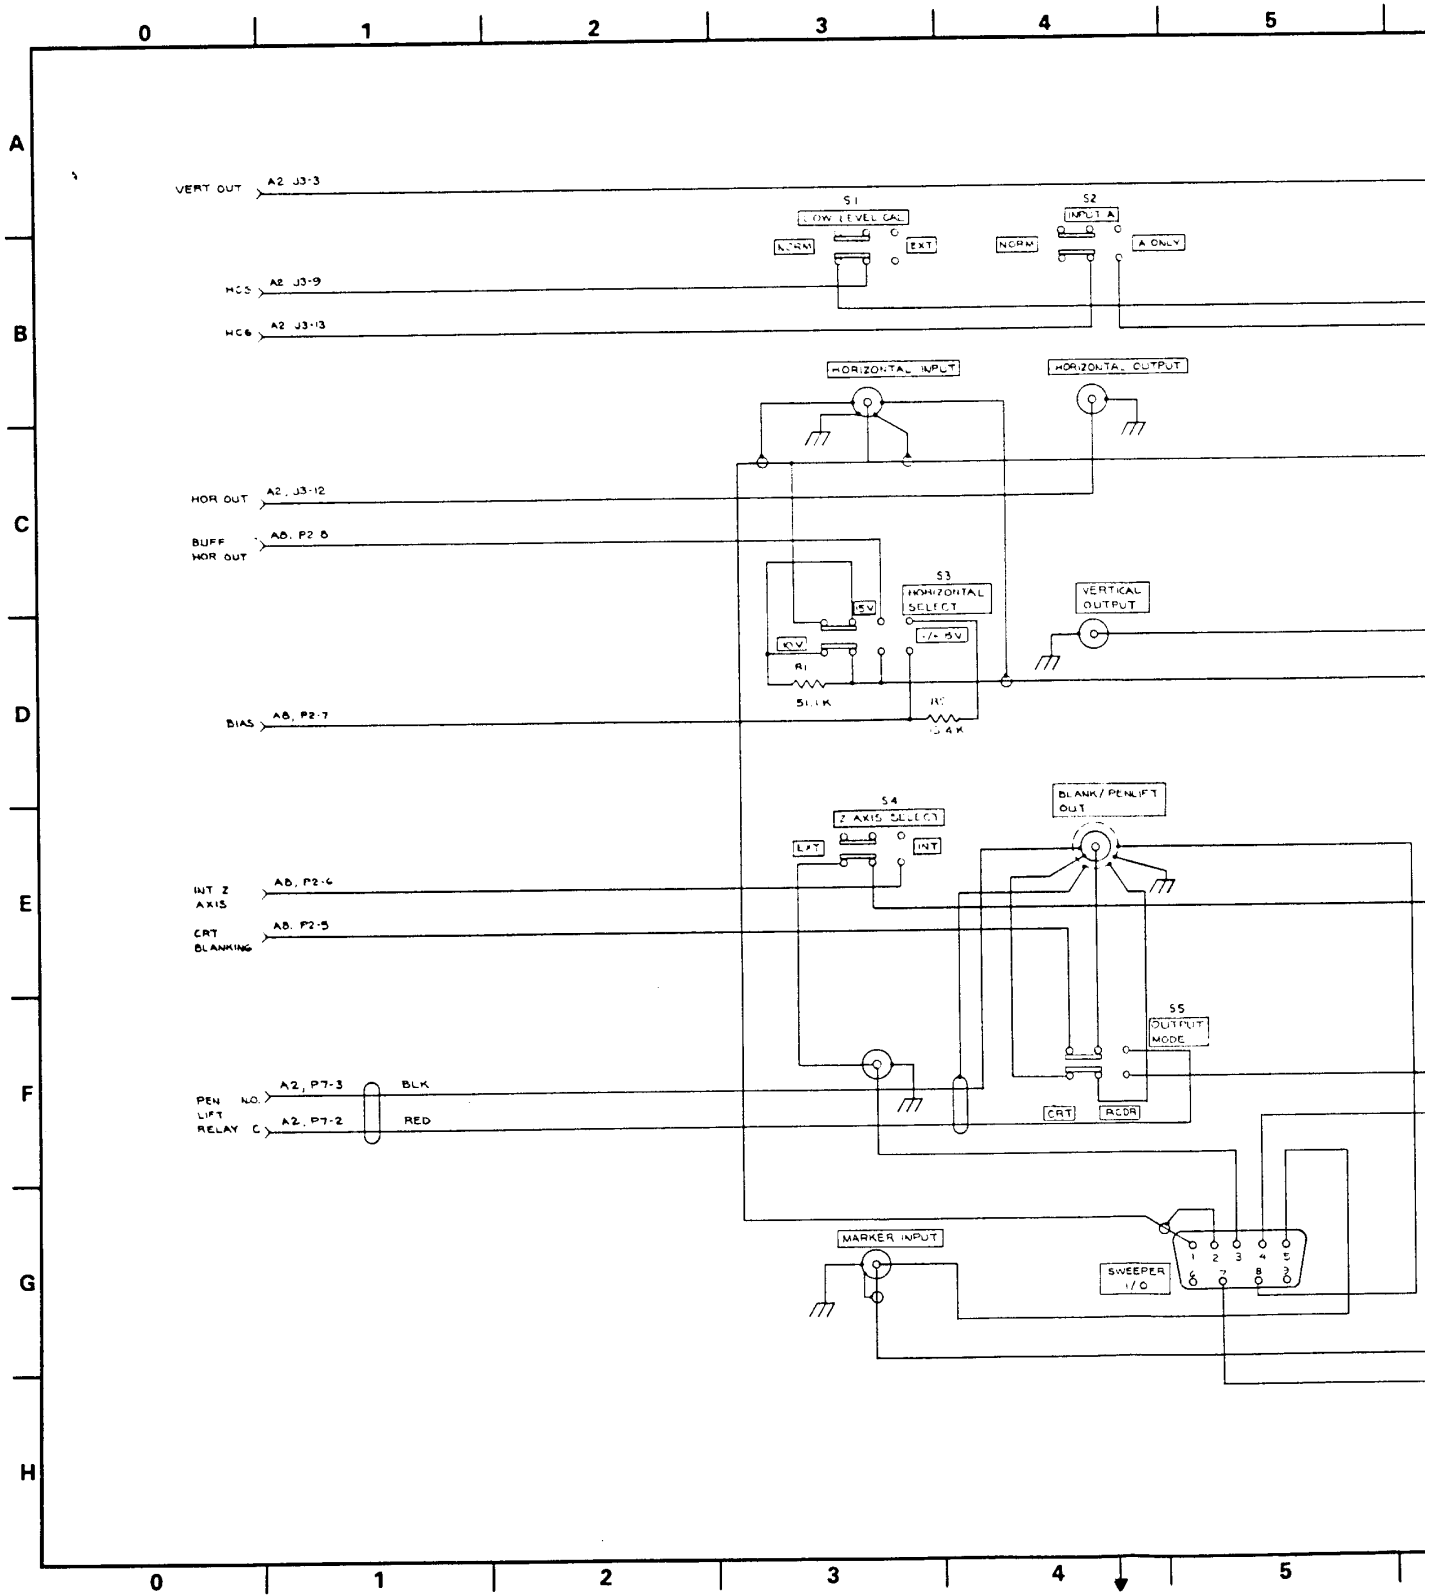 0 1 2 3 4 5
A
VERT OUT A2 J3-3
S1 S2
LOW LEVEL CAL INPUT A
NORM EXT NORM A ONLY
HC5 A2 J3-9
B
HC6 A2 J3-13
HORIZONTAL INPUT HORIZONTAL OUTPUT
HOR OUT A2, J3-12
C
BUFF A8, P2-8
HOR OUT
S3
HORIZONTAL VERTICAL
SELECT OUTPUT
15V
10V +/- 15V
R1
51.1K
D
BIAS A8, P2-7
BLANK/PENLIFT
OUT
S4
Z AXIS SELECT
EXT INT
INT Z A8, P2-6
AXIS
E
CRT A8, P2-5
BLANKING
S5
OUTPUT
MODE
F
PEN N.O. A2, P7-3 BLK
LIFT
RELAY C A2, P7-2 RED
CRT RCDR
MARKER INPUT
1 2 3 4 5
6 7 8 9
G
SWEEPER
I/O
H
0 1 2 3 4 5